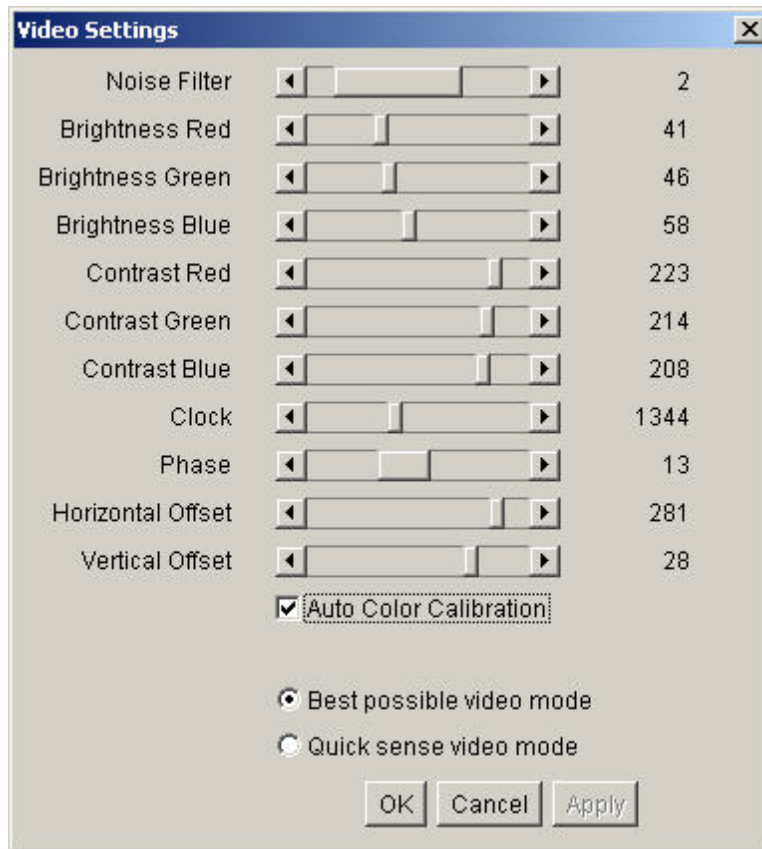 Video Settings
Noise Filter 2
Brightness Red 41
Brightness Green 46
Brightness Blue 58
Contrast Red 223
Contrast Green 214
Contrast Blue 208
Clock 1344
Phase 13
Horizontal Offset 281
Vertical Offset 28
Auto Color Calibration
Best possible video mode
Quick sense video mode
OK Cancel Apply